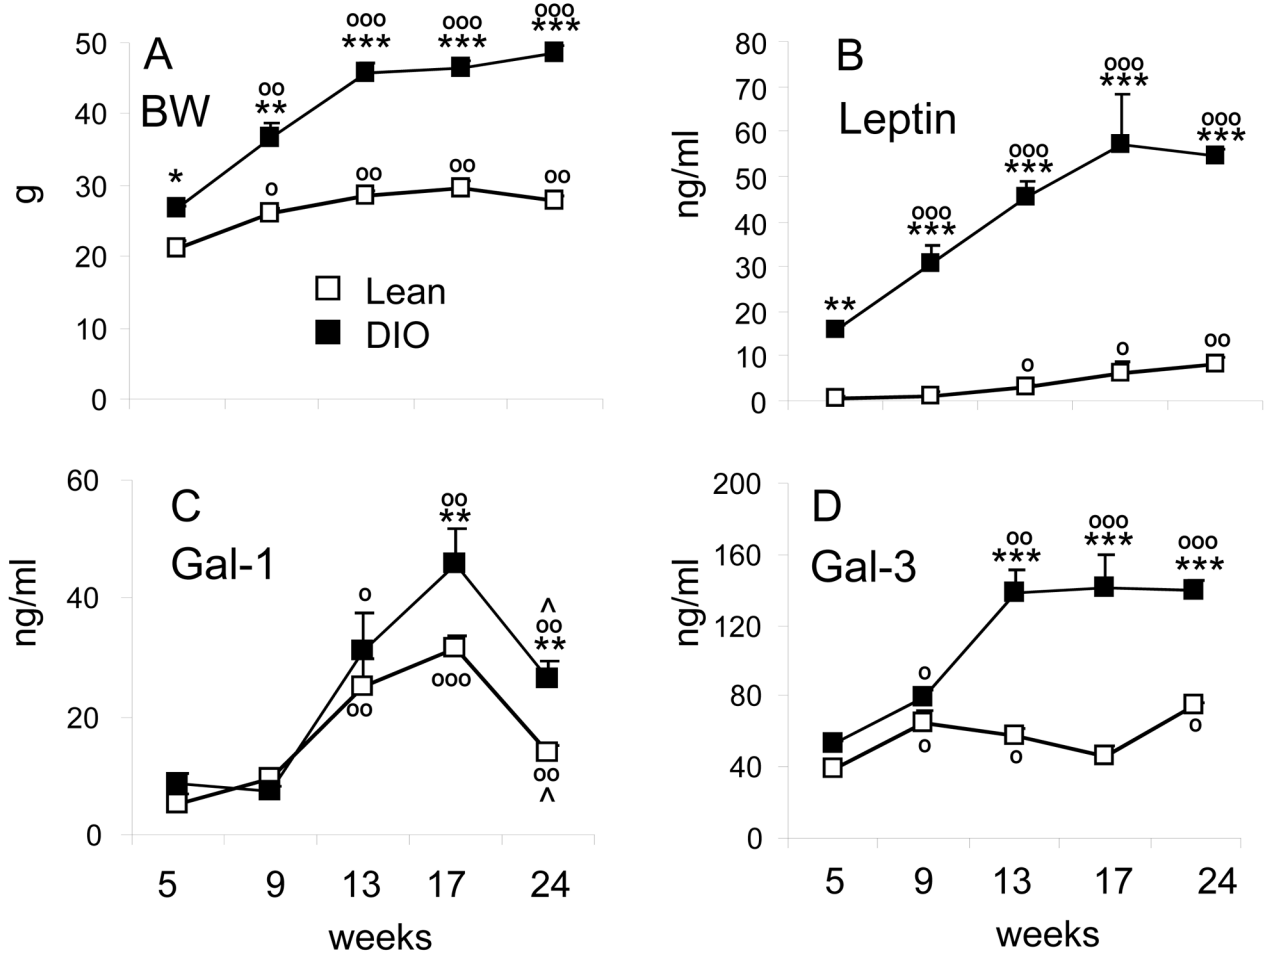 A
BW
g
50
40
30
20
10
0
*
oo
**
ooo
***
ooo
***
ooo
***
o
oo
oo
oo
Lean
DIO
B
Leptin
ng/ml
80
70
60
50
40
30
20
10
0
**
ooo
***
ooo
***
ooo
***
ooo
***
o
o
oo
C
Gal-1
ng/ml
60
40
20
0
o
oo
**
^
oo
**
oo
ooo
oo
^
5 9 13 17 24
weeks
D
Gal-3
ng/ml
200
160
120
80
40
0
o
oo
***
ooo
***
ooo
***
o
o
o
5 9 13 17 24
weeks